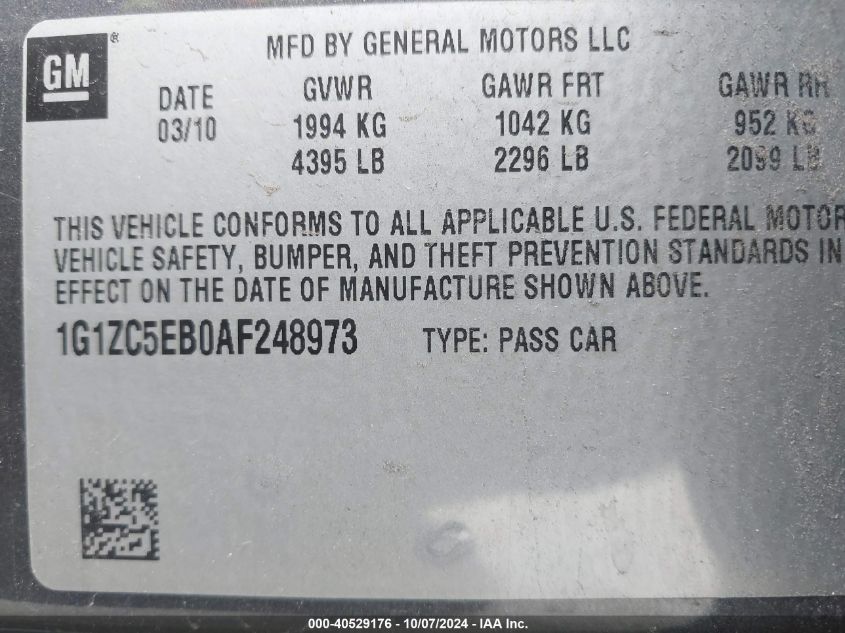 GM ®
MFD BY GENERAL MOTORS LLC
DATE GVWR GAWR FRT GAWR RR
03/10 1994 KG 1042 KG 952 KG
4395 LB 2296 LB 2099 LB
THIS VEHICLE CONFORMS TO ALL APPLICABLE U.S. FEDERAL MOTOR
VEHICLE SAFETY, BUMPER, AND THEFT PREVENTION STANDARDS IN
EFFECT ON THE DATE OF MANUFACTURE SHOWN ABOVE.
1G1ZC5EB0AF248973 TYPE: PASS CAR
000-40529176 - 10/07/2024 - IAA Inc.